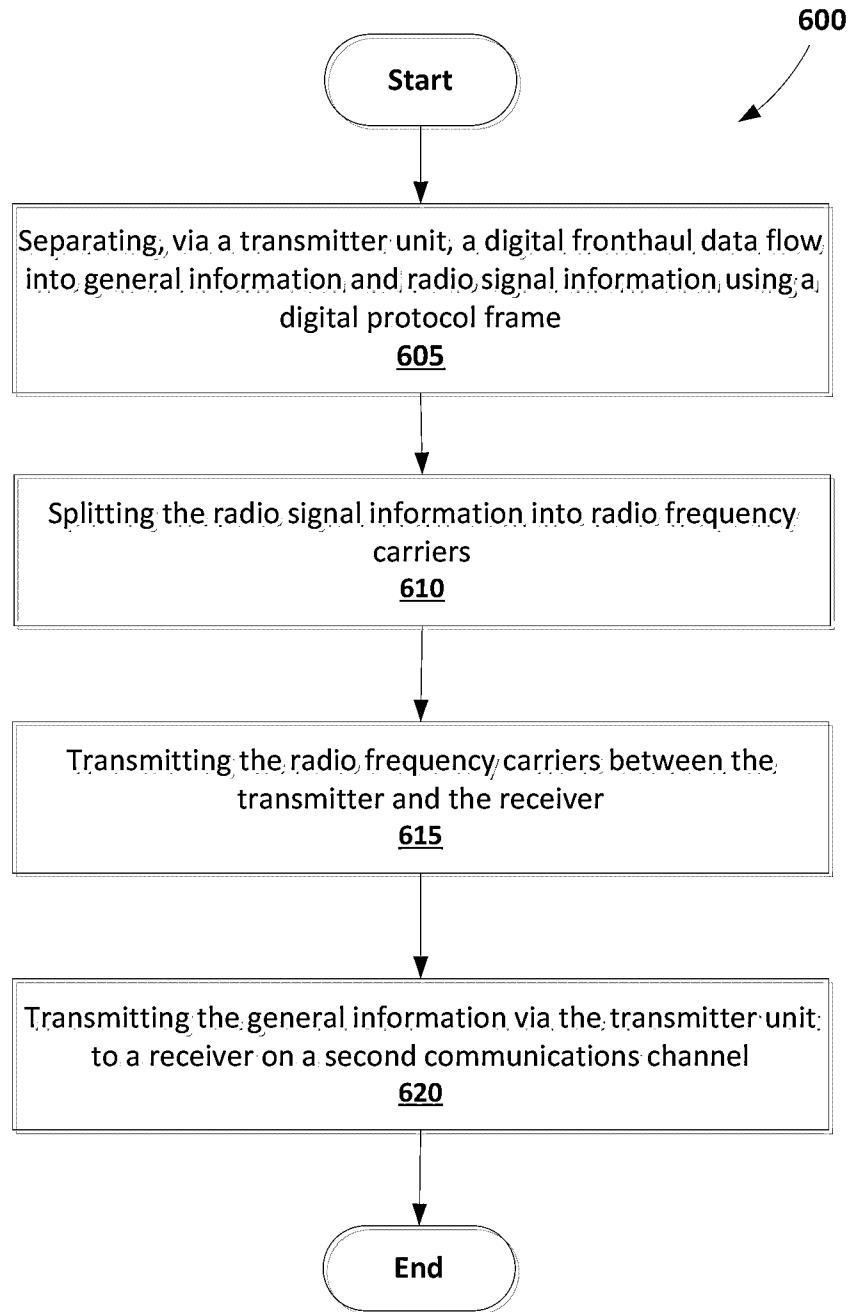 600
Start
Separating, via a transmitter unit, a digital fronthaul data flow
into general information and radio signal information using a
digital protocol frame
605
Splitting the radio signal information into radio frequency
carriers
610
Transmitting the radio frequency carriers between the
transmitter and the receiver
615
Transmitting the general information via the transmitter unit
to a receiver on a second communications channel
620
End